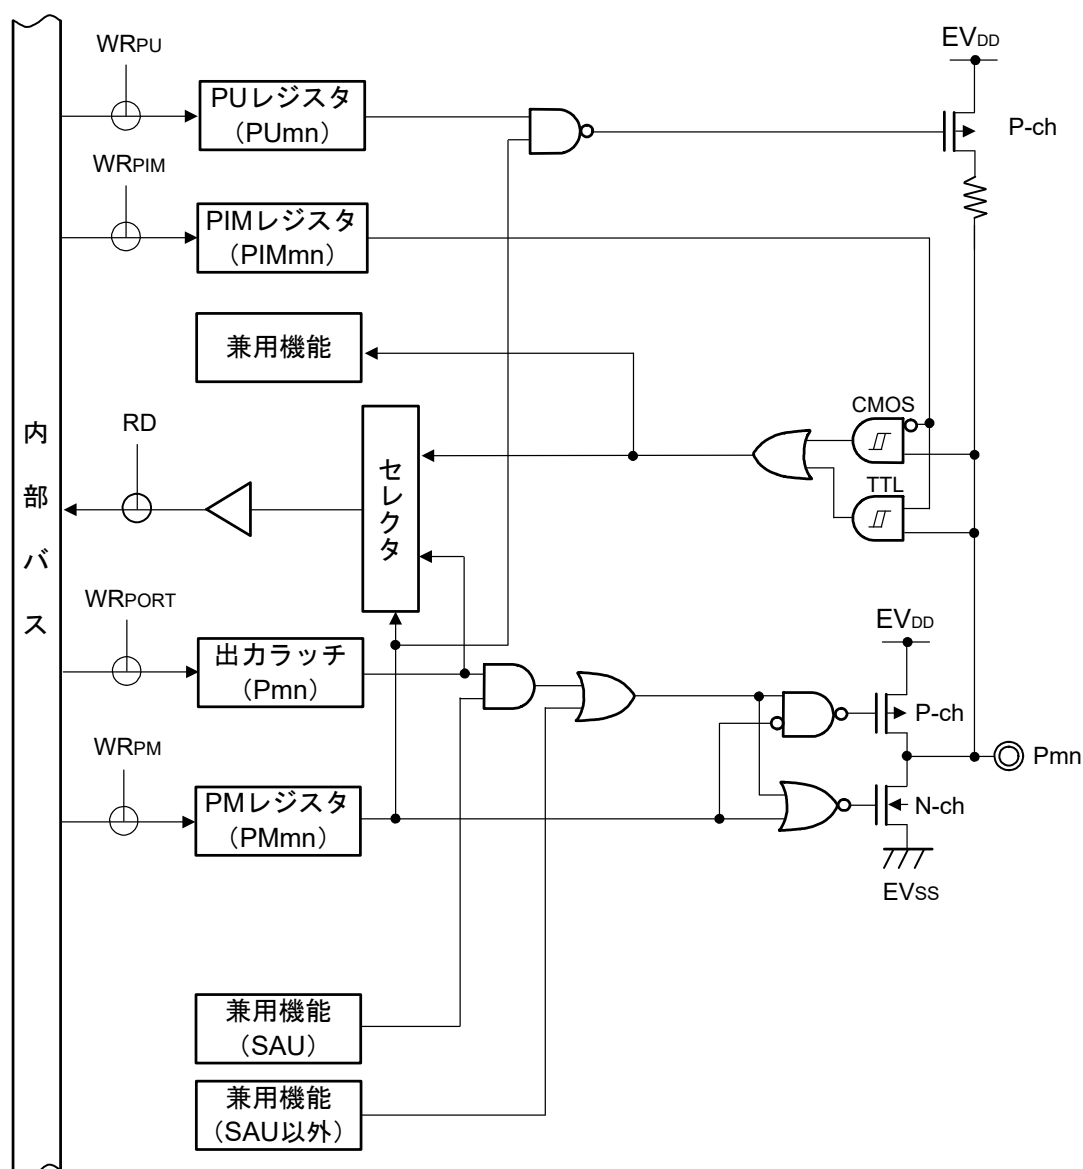 WRPU
EVDD
PUレジスタ
(PUmn)
P-ch
WRPIM
PIMレジスタ
(PIMmn)
兼用機能
CMOS
RD
セレクタ
TTL
内部バス
WRPORT
EVDD
出力ラッチ
(Pmn)
P-ch
WRPM
Pmn
PMレジスタ
(PMmn)
N-ch
EVSS
兼用機能
(SAU)
兼用機能
(SAU以外)